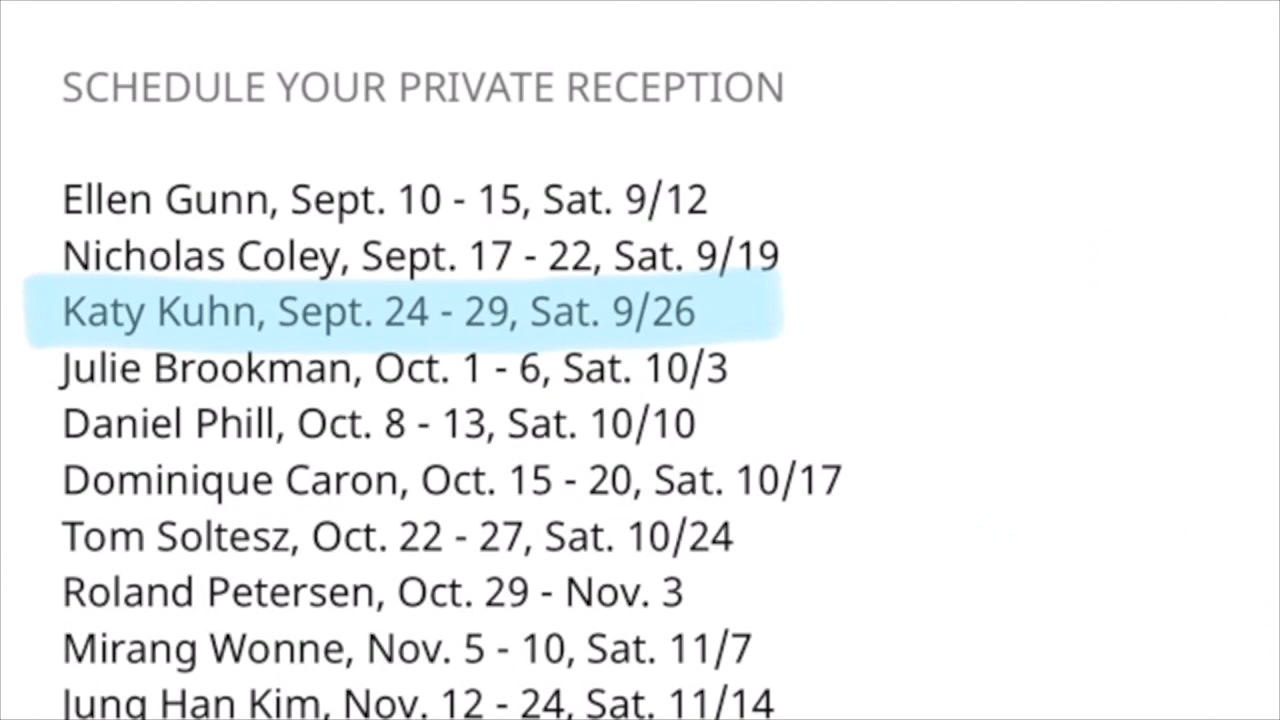 SCHEDULE YOUR PRIVATE RECEPTION
Ellen Gunn, Sept. 10 - 15, Sat. 9/12
Nicholas Coley, Sept. 17 - 22, Sat. 9/19
Katy Kuhn, Sept. 24 - 29, Sat. 9/26
Julie Brookman, Oct. 1 - 6, Sat. 10/3
Daniel Phill, Oct. 8 - 13, Sat. 10/10
Dominique Caron, Oct. 15 - 20, Sat. 10/17
Tom Soltesz, Oct. 22 - 27, Sat. 10/24
Roland Petersen, Oct. 29 - Nov. 3
Mirang Wonne, Nov. 5 - 10, Sat. 11/7
Jung Han Kim, Nov. 12 - 24, Sat. 11/14